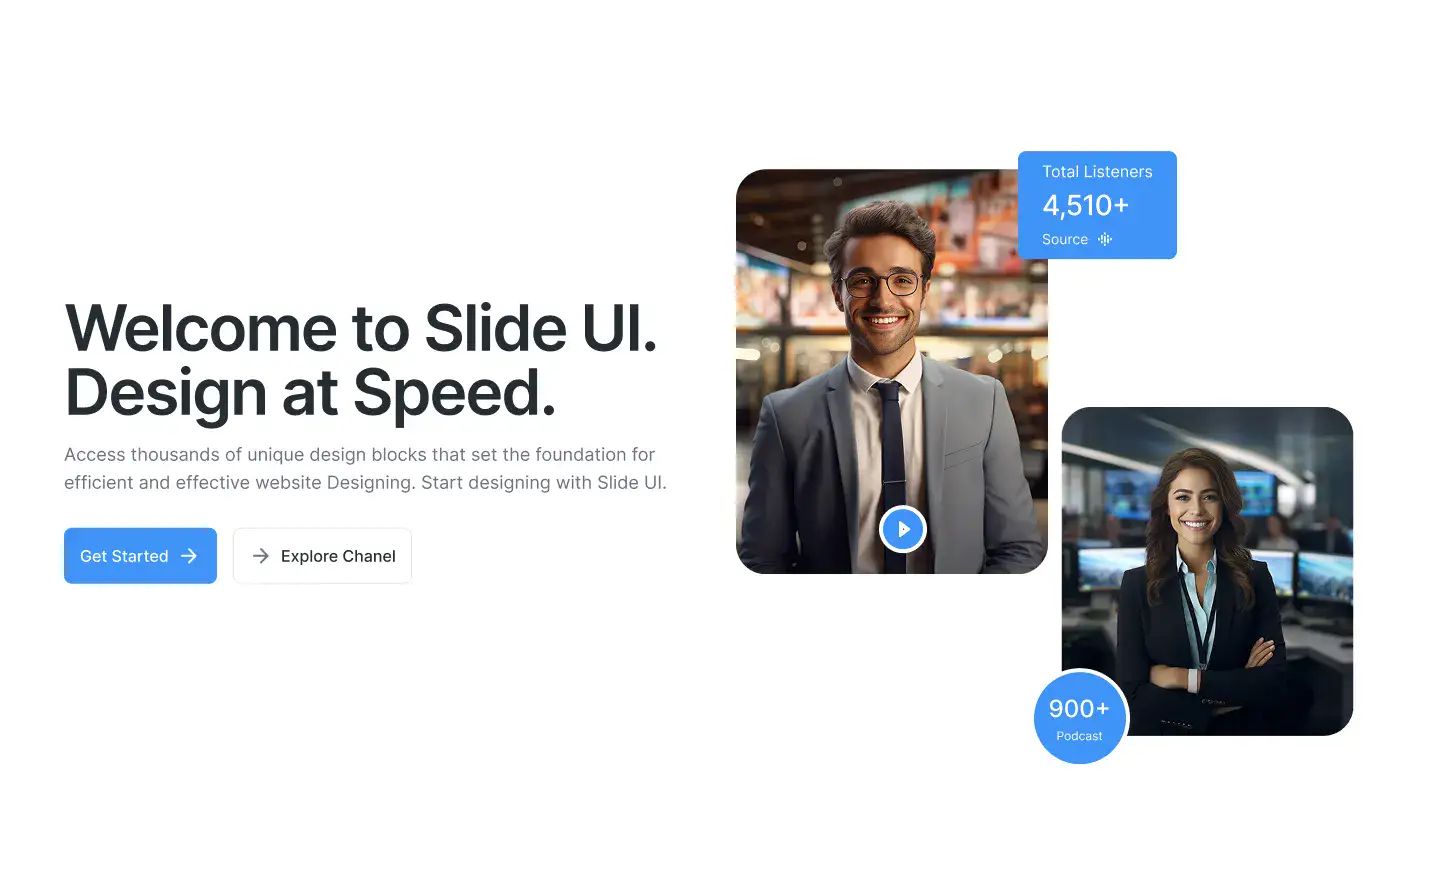 Welcome to Slide UI.
Design at Speed.
Access thousands of unique design blocks that set the foundation for
efficient and effective website Designing. Start designing with Slide UI.
Get Started
Explore Chanel
Total Listeners
4,510+
Source
900+
Podcast